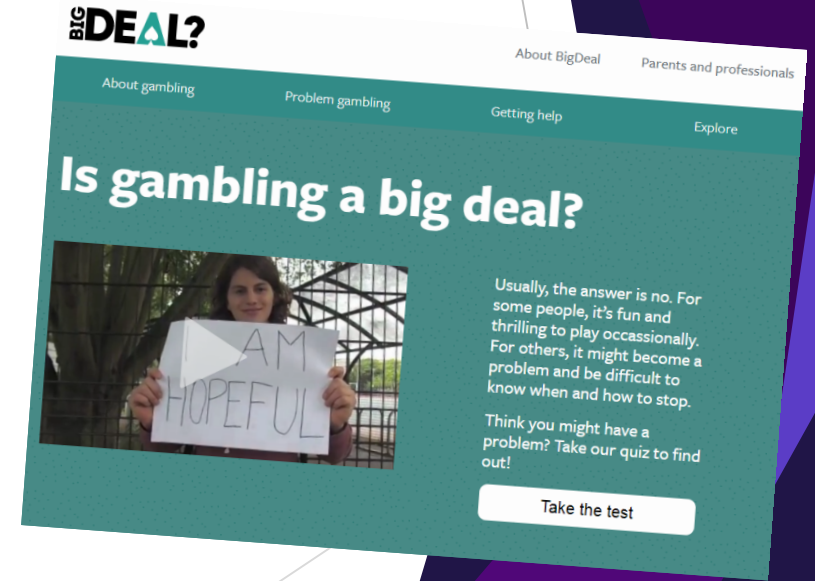 BIG
DEAL?
About BigDeal
Parents and professionals
About gambling
Problem gambling
Getting help
Explore
Is gambling a big deal?
I AM
HOPEFUL
Usually, the answer is no. For
some people, it's fun and
thrilling to play occassionally.
For others, it might become a
problem and be difficult to
know when and how to stop.
Think you might have a
problem? Take our quiz to find
out!
Take the test